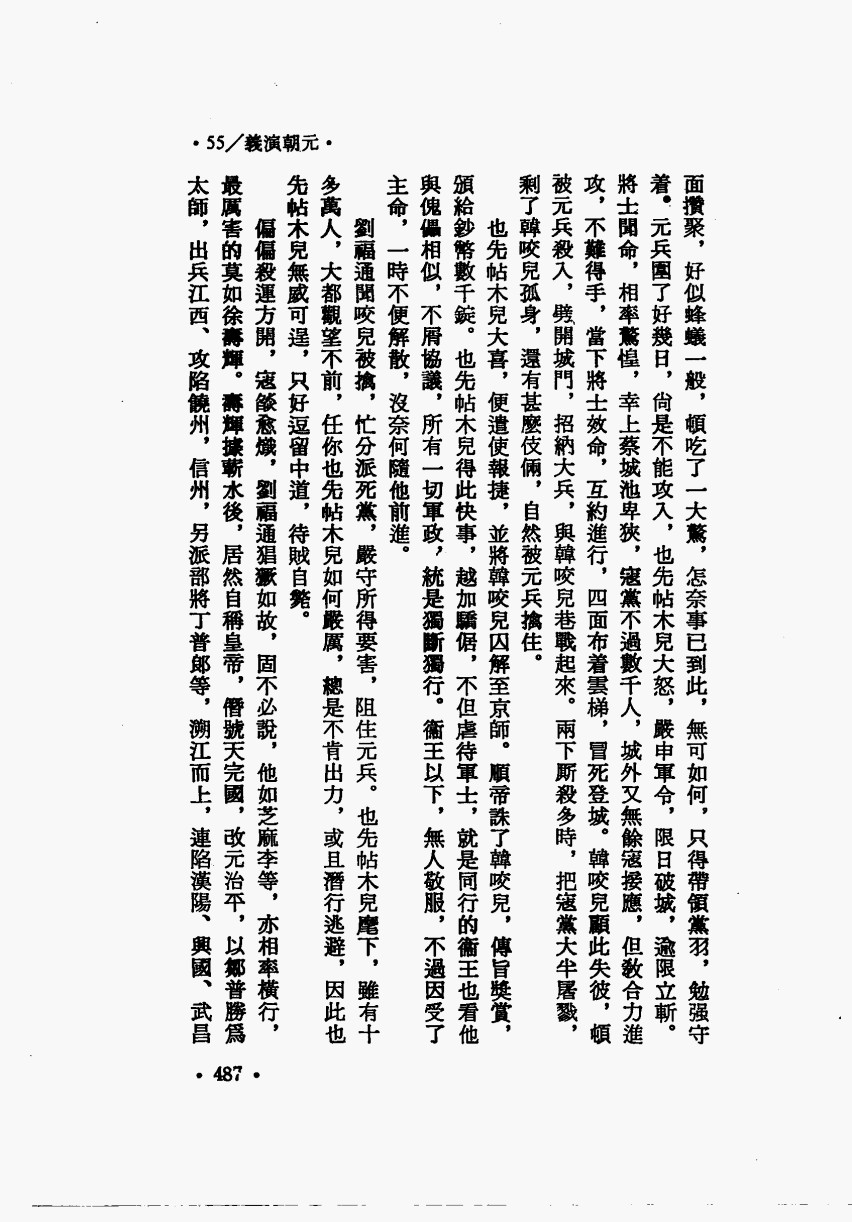 •55／義演朝元•
面攢聚，好似蜂蟻一般，頓吃了一大驚，怎奈事已到此，無可如何，只得帶領黨羽，勉强守
着。元兵圍了好幾日，尙是不能攻入，也先帖木兒大怒，嚴申軍令，限日破城，逾限立斬。
將士聞命，相率驚惶，幸上蔡城池卑狹，寇黨不過數千人，城外又無餘寇接應，但敎合力進
攻，不難得手，當下將士效命，互約進行，四面布着雲梯，冒死登城。韓咬兒顧此失彼，頓
被元兵殺入，劈開城門，招納大兵，與韓咬兒巷戰起來。兩下厮殺多時，把寇黨大半屠戮，
剩了韓咬兒孤身，還有甚麼伎倆，自然被元兵擒住。
也先帖木兒大喜，便遣使報捷，並將韓咬兒囚解至京師。順帝誅了韓咬兒，傳旨獎賞，
頒給鈔幣數千錠。也先帖木兒得此快事，越加驕倨，不但虐待軍士，就是同行的衞王也看他
與傀儡相似，不屑協議，所有一切軍政，統是獨斷獨行。衞王以下，無人敬服，不過因受了
主命，一時不便解散，沒奈何隨他前進。
劉福通聞咬兒被擒，忙分派死黨，嚴守所得要害，阻住元兵。也先帖木兒麾下，雖有十
多萬人，大都觀望不前，任你也先帖木兒如何嚴厲，總是不肯出力，或且潛行逃避，因此也
先帖木兒無威可逞，只好逗留中道，待賊自斃。
偏偏殺運方開，寇燄愈熾，劉福通猖獗如故，固不必說，他如芝麻李等，亦相率橫行，
最厲害的莫如徐壽輝。壽輝據蘄水後，居然自稱皇帝，僭號天完國，改元治平，以鄒普勝爲
太師，出兵江西、攻陷饒州，信州，另派部將丁普郎等，溯江而上，連陷漢陽、興國、武昌
•487•